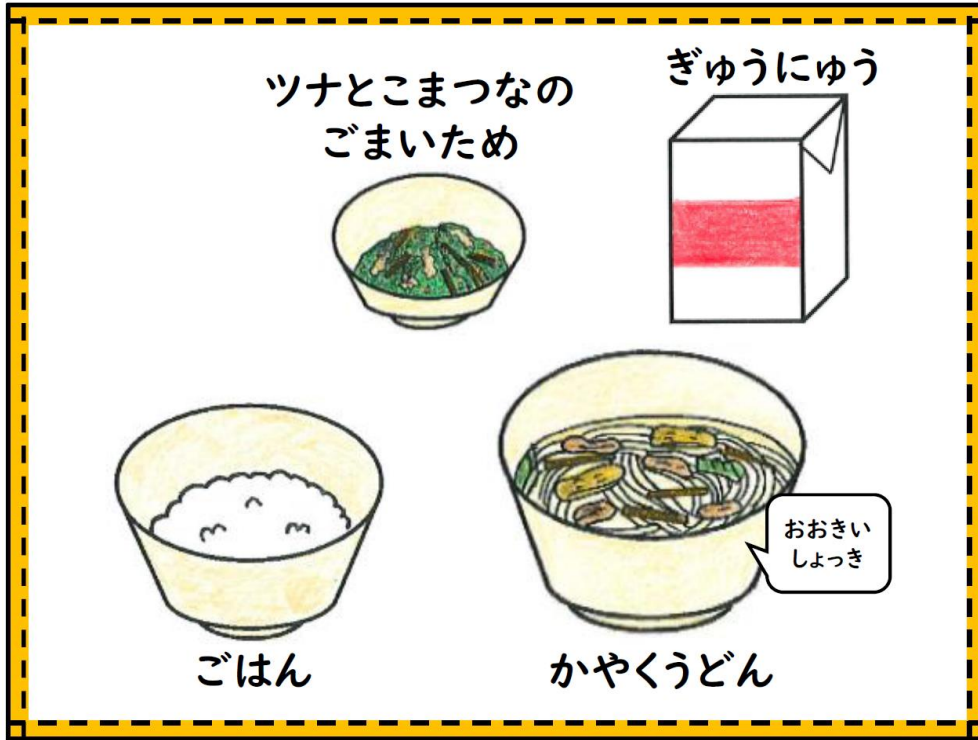 ツナとこまつなの
ごまいため
ぎゅうにゅう
おおきい
しょっき
ごはん
かやくうどん